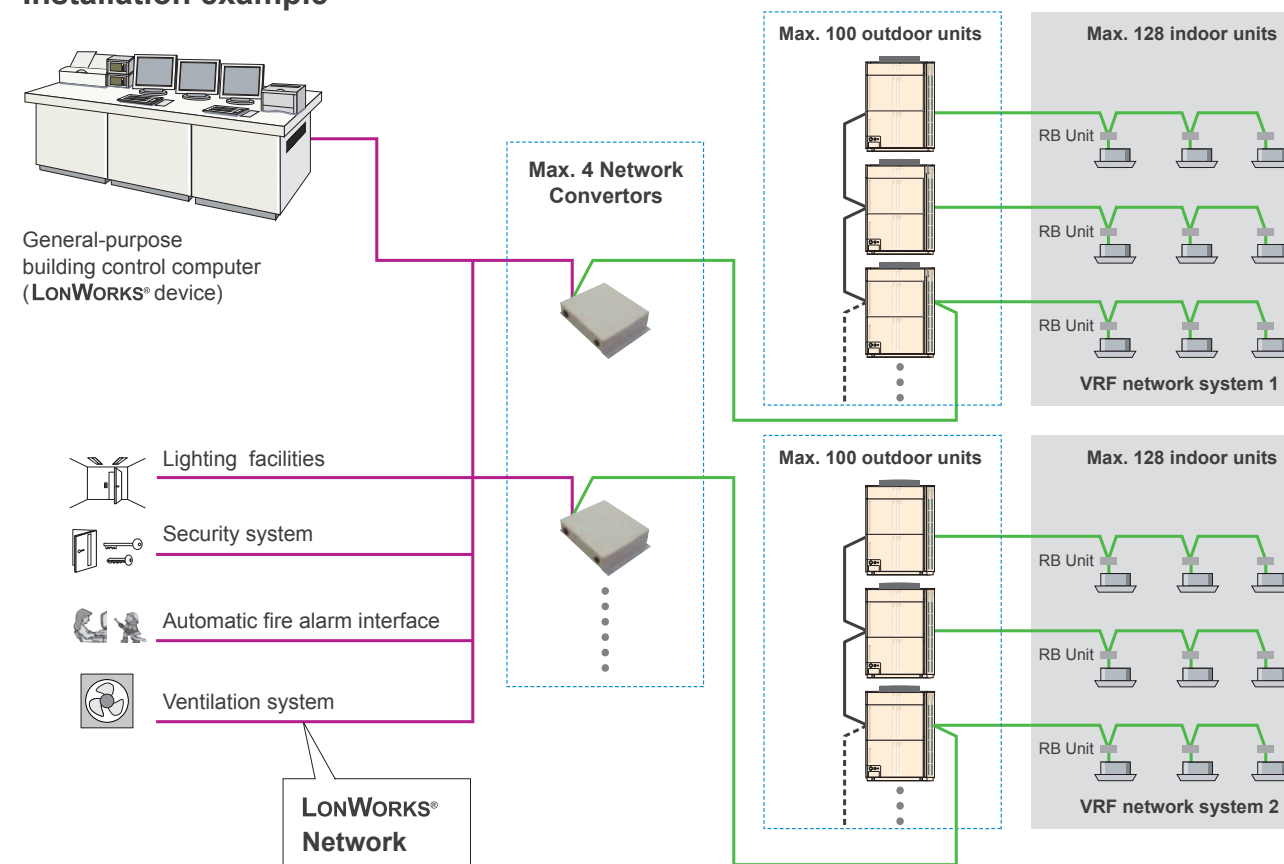 Installation example
Max. 100 outdoor units
Max. 128 indoor units
RB Unit
RB Unit
RB Unit
VRF network system 1
Max. 4 Network
Convertors
General-purpose
building control computer
(LONWORKS® device)
Lighting facilities
Security system
Automatic fire alarm interface
Ventilation system
LONWORKS®
Network
Max. 100 outdoor units
Max. 128 indoor units
RB Unit
RB Unit
RB Unit
VRF network system 2